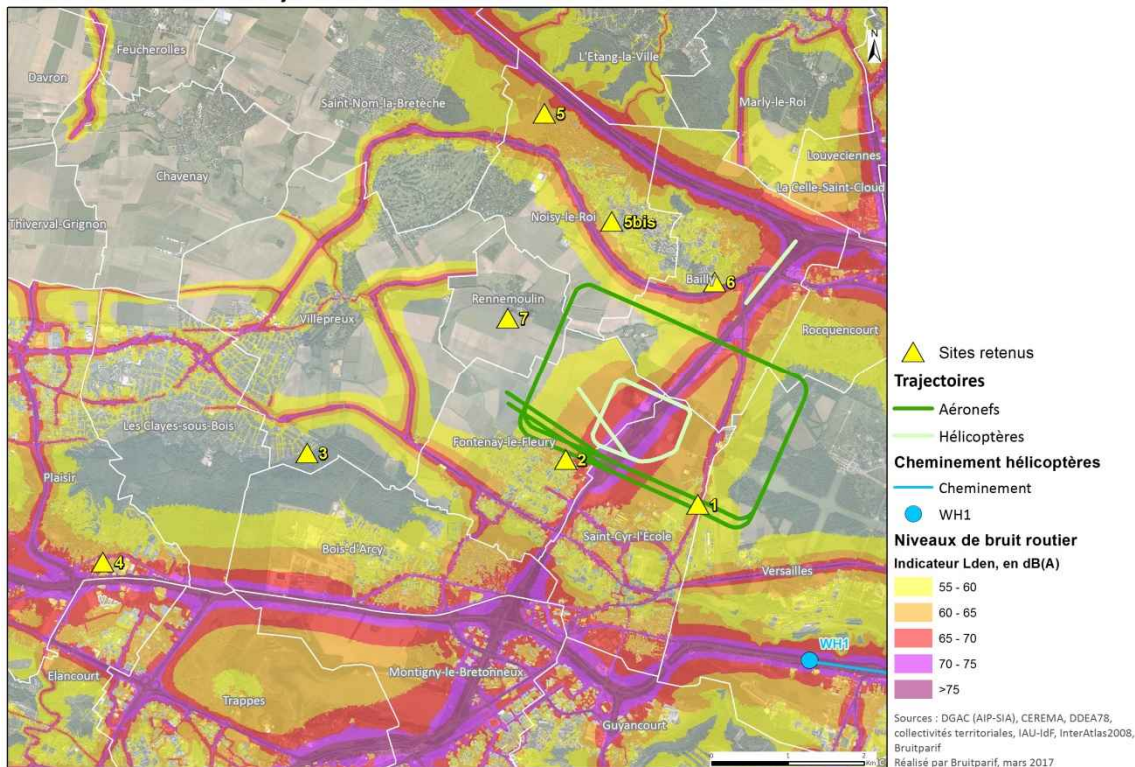 Feucherolles
Davron
L'Etang-la-Ville
N
Saint-Nom-la-Bretèche
Marly-le-Roi
5
Louveciennes
Chavenay
La Celle-Saint-Cloud
Thiverval-Grignon
Noisy-le-Roi
5bis
Bailly
6
Rennemoulin
7
Villepreux
Rocquencourt
Les Clayes-sous-Bois
Fontenay-le-Fleury
3
2
Plaisir
1
Saint-Cyr-l'Ecole
Bois-d'Arcy
4
Versailles
WH1
Elancourt
Montigny-le-Bretonneux
Trappes
Guyancourt
0 1 2
Km
Sites retenus
Trajectoires
Aéronefs
Hélicoptères
Cheminement hélicoptères
Cheminement
WH1
Niveaux de bruit routier
Indicateur Lden, en dB(A)
55 - 60
60 - 65
65 - 70
70 - 75
>75
Sources : DGAC (AIP-SIA), CEREMA, DDEA78,
collectivités territoriales, IAU-IdF, InterAtlas2008,
Bruitparif
Réalisé par Bruitparif, mars 2017